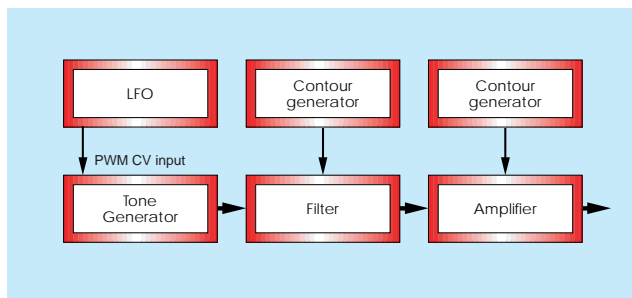 LFO
Contour
generator
Contour
generator
PWM CV input
Tone
Generator
Filter
Amplifier